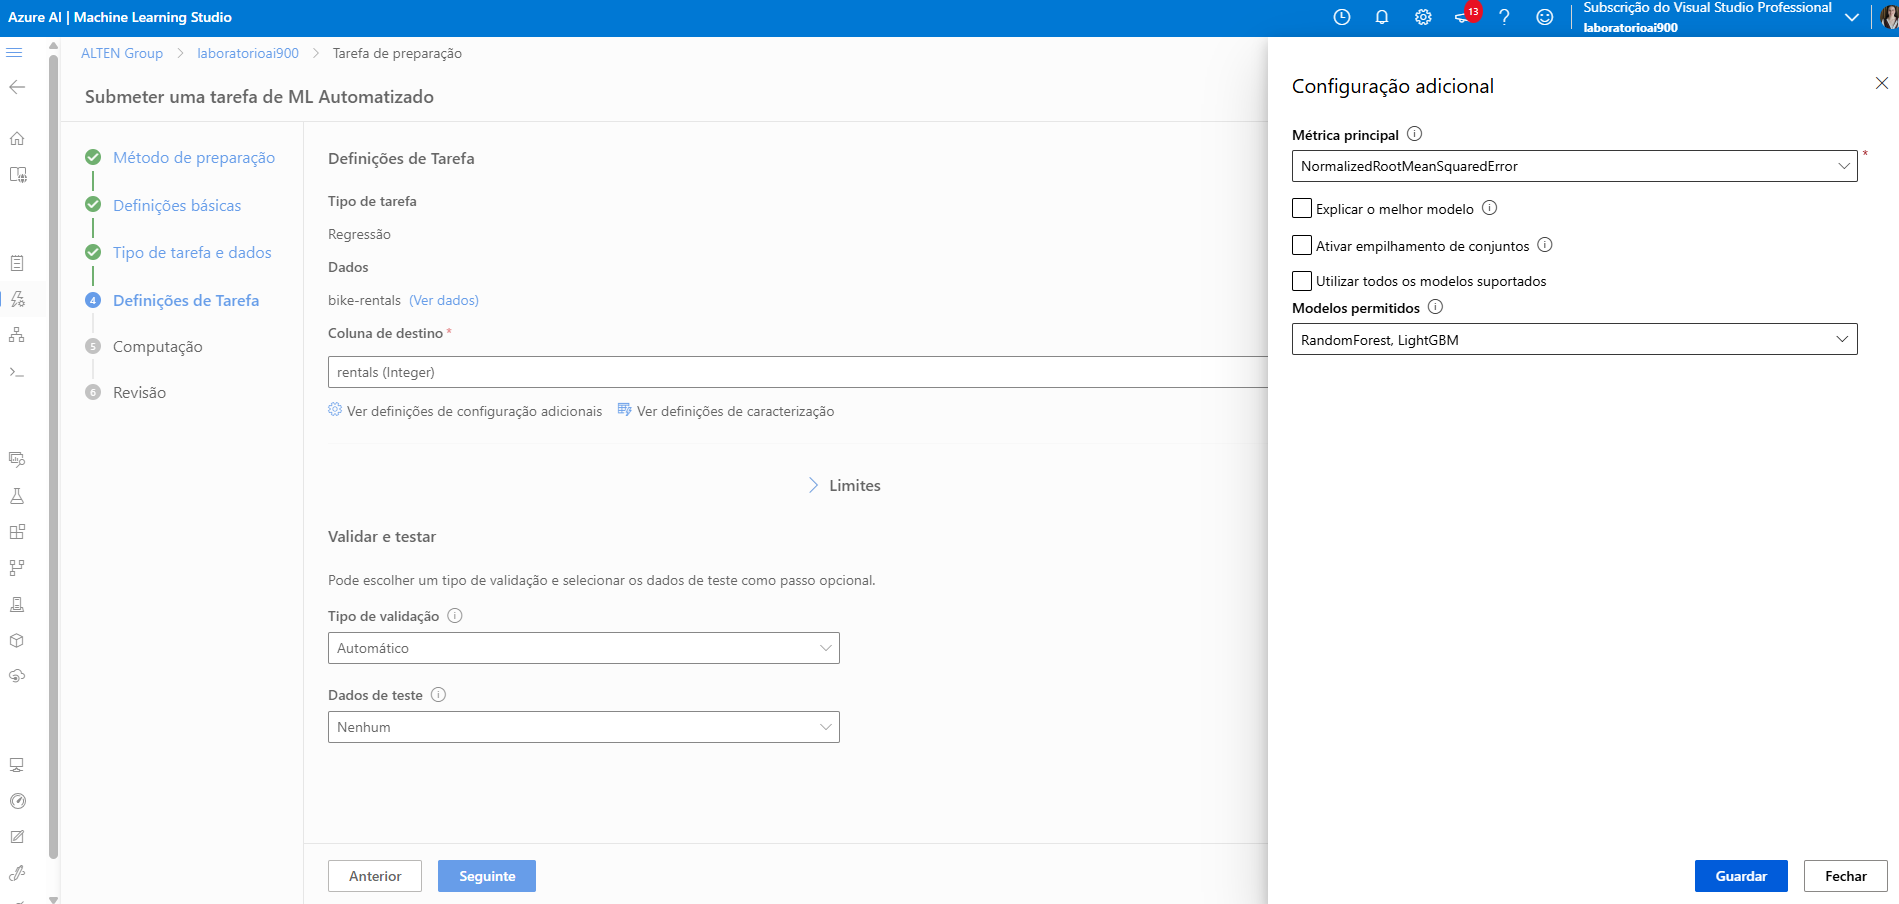 Azure AI | Machine Learning Studio
13
Subscrição do Visual Studio Professional
laboratorioai900
ALTEN Group > laboratorioai900 > Tarefa de preparação
Submeter uma tarefa de ML Automatizado
Método de preparação
Definições básicas
Tipo de tarefa e dados
4 Definições de Tarefa
5 Computação
6 Revisão
Definições de Tarefa
Tipo de tarefa
Regressão
Dados
bike-rentals (Ver dados)
Coluna de destino *
rentals (Integer)
Ver definições de configuração adicionais Ver definições de caracterização
Limites
Validar e testar
Pode escolher um tipo de validação e selecionar os dados de teste como passo opcional.
Tipo de validação
Automático
Dados de teste
Nenhum
Anterior Seguinte
Configuração adicional
Métrica principal
NormalizedRootMeanSquaredError *
Explicar o melhor modelo
Ativar empilhamento de conjuntos
Utilizar todos os modelos suportados
Modelos permitidos
RandomForest, LightGBM
Guardar Fechar